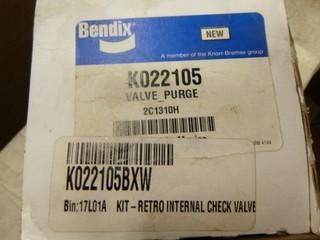 Bendix
NEW
A member of the Knorr-Bremse group
K022105
VALVE_PURGE
2C1310H
K022105BXW
Bin:17L01A KIT-RETRO INTERNAL CHECK VALVE